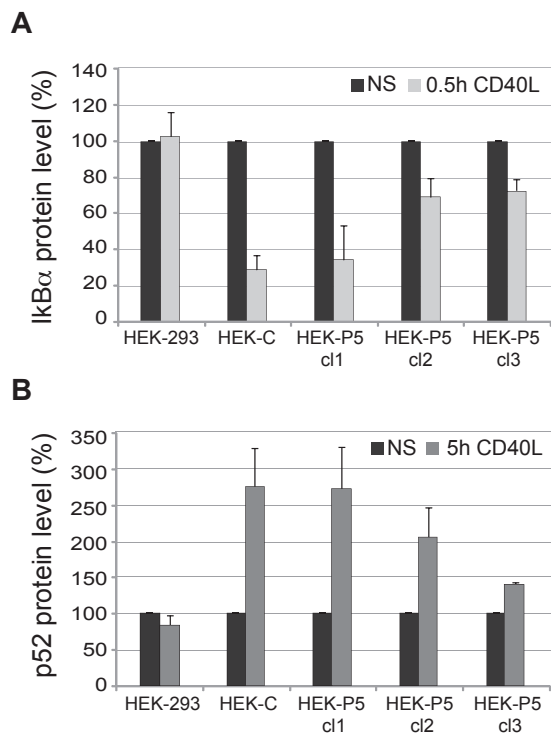 A
IkBα protein level (%)
140
120
100
80
60
40
20
0
NS 0.5h CD40L
HEK-293 HEK-C HEK-P5 HEK-P5 HEK-P5
cl1 cl2 cl3
B
p52 protein level (%)
350
300
250
200
150
100
50
0
NS 5h CD40L
HEK-293 HEK-C HEK-P5 HEK-P5 HEK-P5
cl1 cl2 cl3